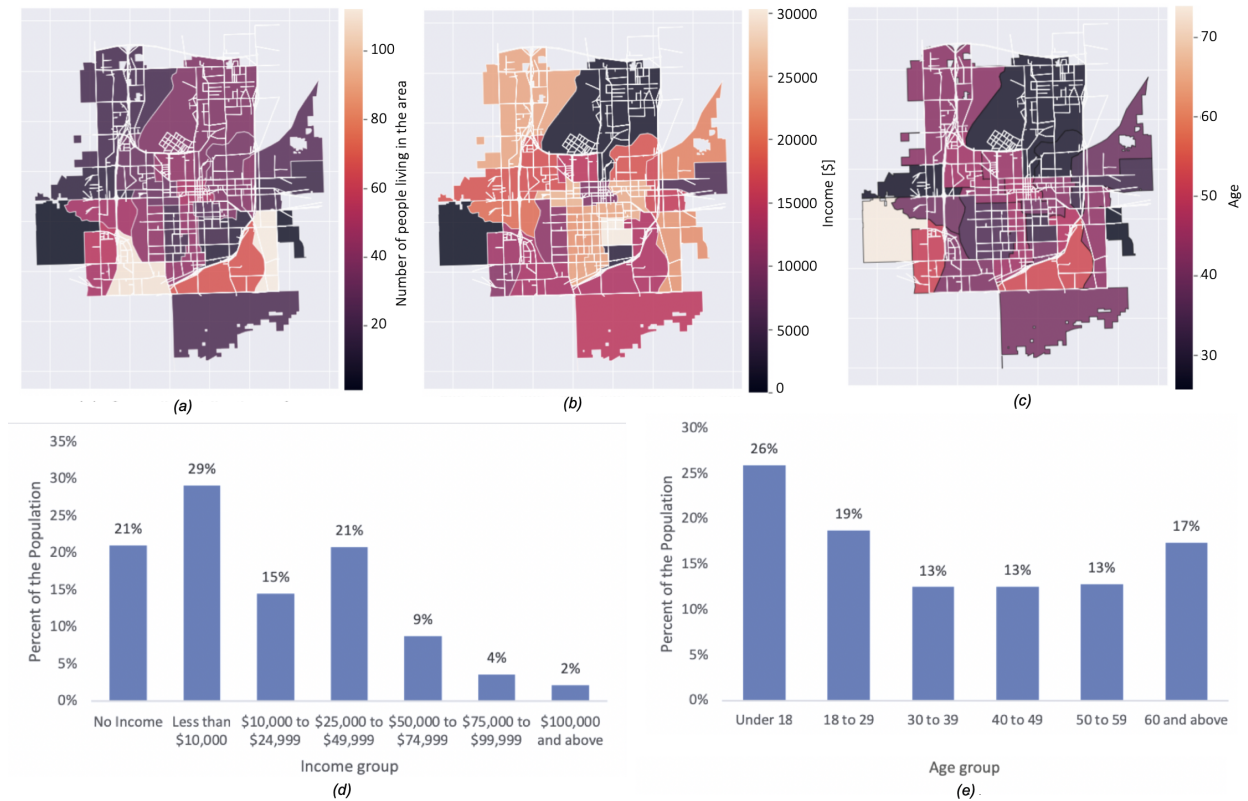 100
80
60
40
20
Number of people living in the area
(a)
30000
25000
20000
15000
10000
5000
0
Income [$]
(b)
70
60
50
40
30
Age
(c)
35%
30%
25%
20%
15%
10%
5%
0%
Percent of the Population
21%
29%
15%
21%
9%
4%
2%
No Income
Less than
$10,000
$10,000 to
$24,999
$25,000 to
$49,999
$50,000 to
$74,999
$75,000 to
$99,999
$100,000
and above
Income group
(d)
30%
25%
20%
15%
10%
5%
0%
Percent of the Population
26%
19%
13%
13%
13%
17%
Under 18
18 to 29
30 to 39
40 to 49
50 to 59
60 and above
Age group
(e)